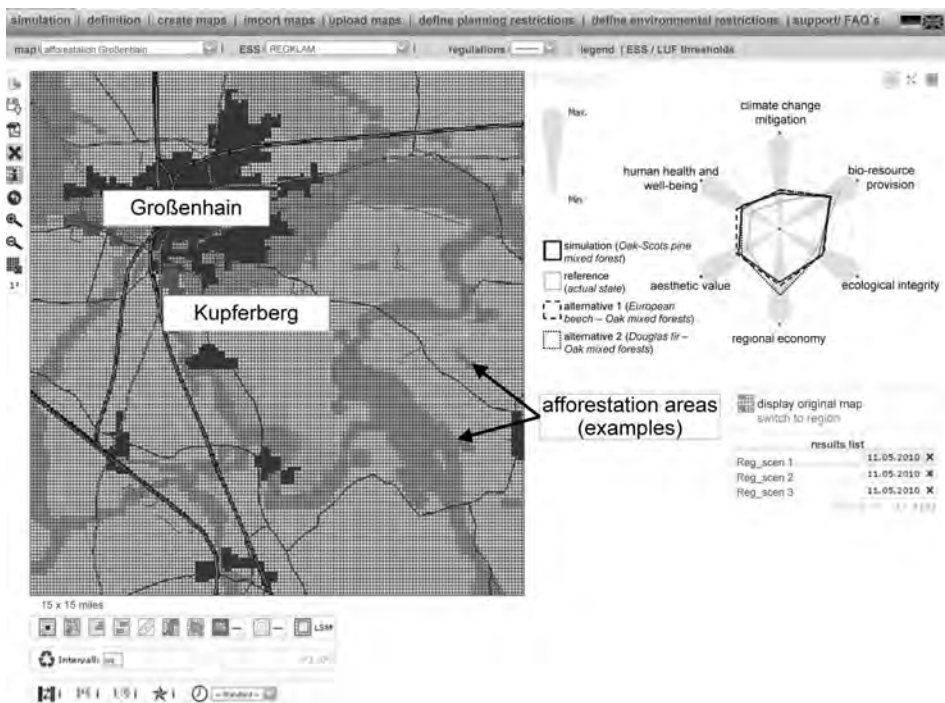 simulation | definition | create maps | import maps | upload maps | define planning restrictions | define environmental restrictions | support/ FAQ's
map: afforestation Großenhain ESS: REGKLAM regulations: legend | ESS / LUF thresholds
Großenhain
Kupferberg
15 x 15 miles
LSM
Intervall:
- Standard -
Max.
Min
climate change
mitigation
human health and
well-being
bio-resource
provision
aesthetic value
ecological integrity
regional economy
simulation (Oak-Scots pine
mixed forest)
reference
(actual state)
alternative 1 (European
beech – Oak mixed forests)
alternative 2 (Douglas fir –
Oak mixed forests)
afforestation areas
(examples)
display original map
switch to region
results list
Reg_scen 1 11.05.2010 X
Reg_scen 2 11.05.2010 X
Reg_scen 3 11.05.2010 X